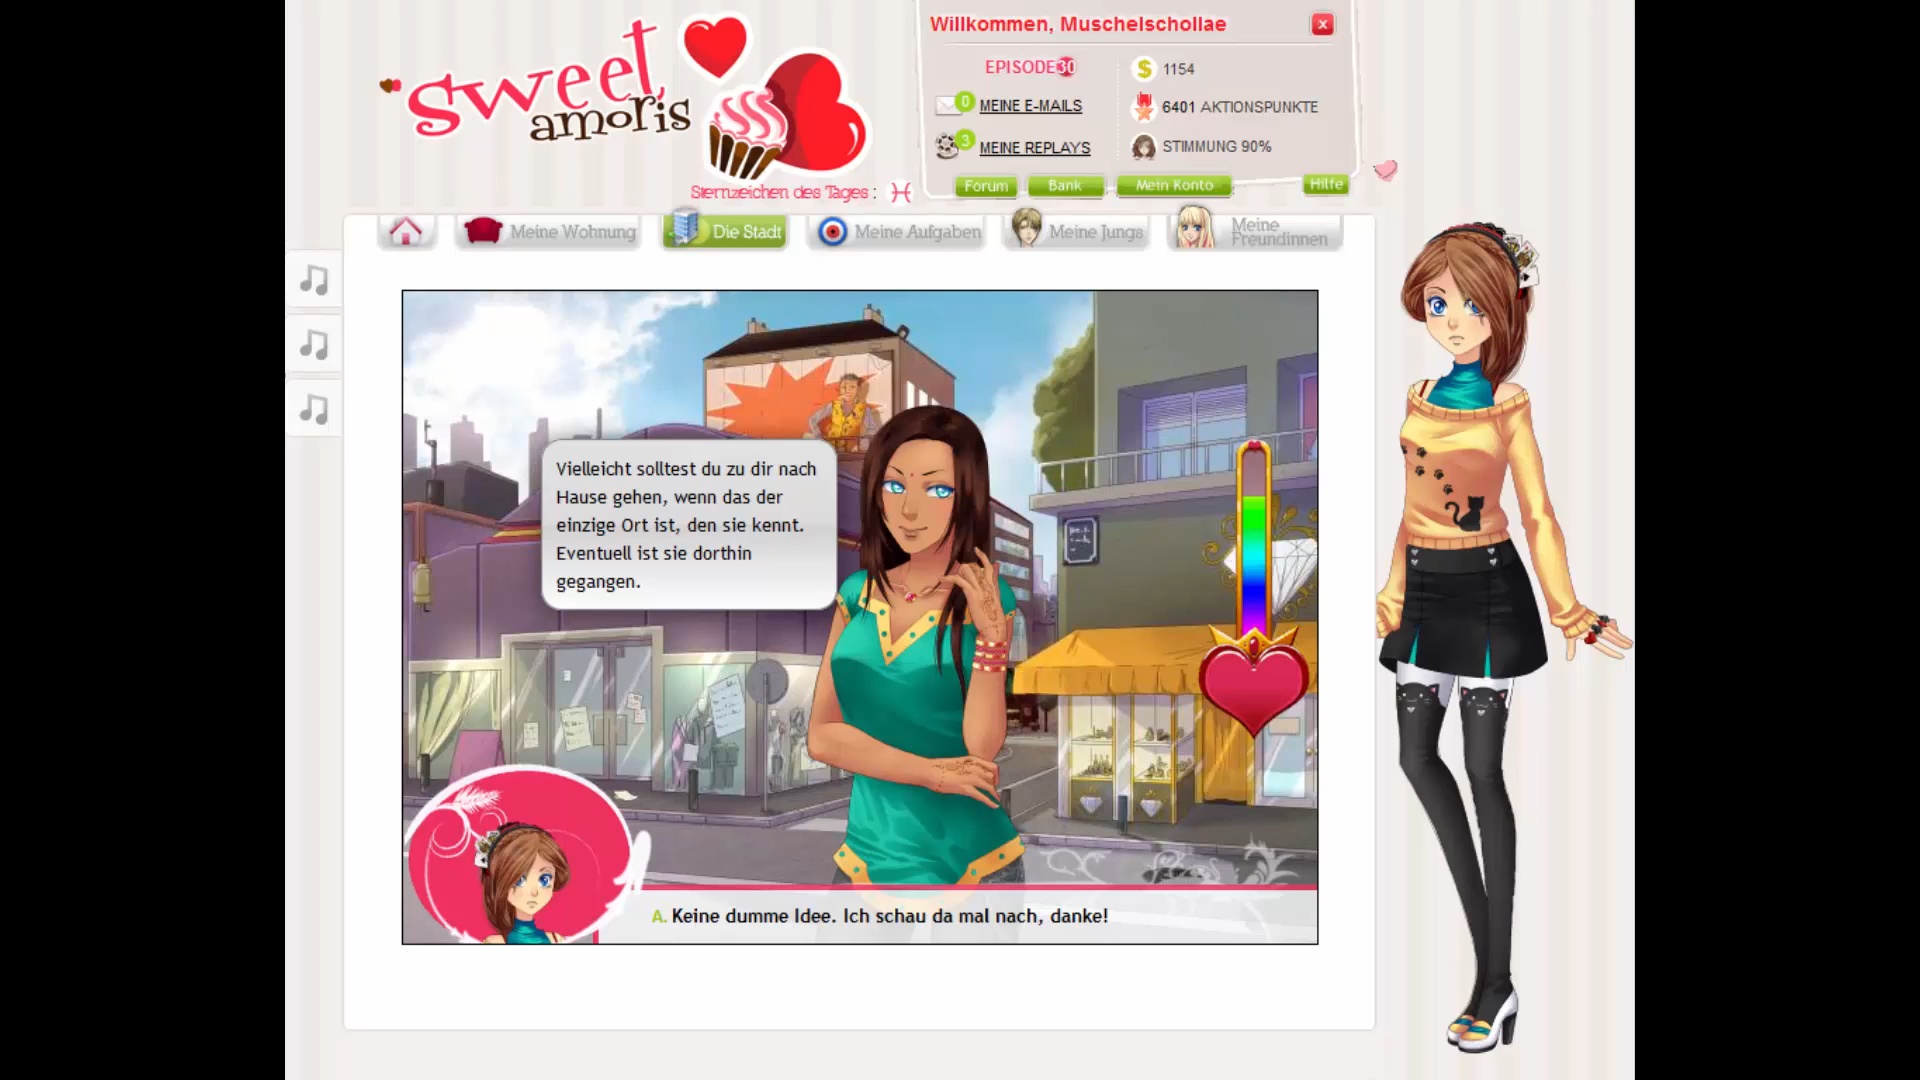 sweet
amoris
Sternzeichen des Tages :
Willkommen, Muschelschollae
x
EPISODE 30
$ 1154
0 MEINE E-MAILS
6401 AKTIONSPUNKTE
3 MEINE REPLAYS
STIMMUNG 90%
Forum
Bank
Mein Konto
Hilfe
Meine Wohnung
Die Stadt
Meine Aufgaben
Meine Jungs
Meine
Freundinnen
Vielleicht solltest du zu dir nach
Hause gehen, wenn das der
einzige Ort ist, den sie kennt.
Eventuell ist sie dorthin
gegangen.
A. Keine dumme Idee. Ich schau da mal nach, danke!